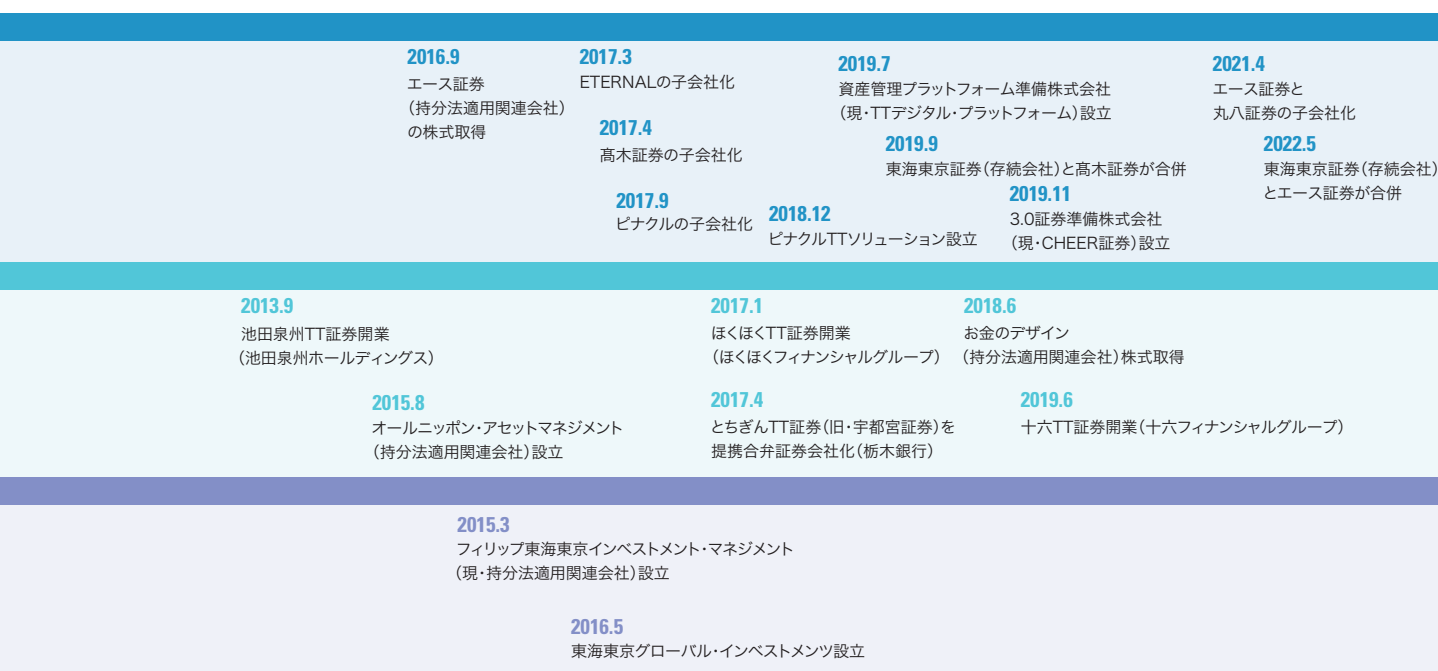 2016.9
エース証券
（持分法適用関連会社）
の株式取得
2017.3
ETERNALの子会社化
2017.4
髙木証券の子会社化
2017.9
ピナクルの子会社化
2018.12
ピナクルTTソリューション設立
2019.7
資産管理プラットフォーム準備株式会社
（現・TTデジタル・プラットフォーム）設立
2019.9
東海東京証券（存続会社）と髙木証券が合併
2019.11
3.0証券準備株式会社
（現・CHEER証券）設立
2021.4
エース証券と
丸八証券の子会社化
2022.5
東海東京証券（存続会社）
とエース証券が合併
2013.9
池田泉州TT証券開業
（池田泉州ホールディングス）
2015.8
オールニッポン・アセットマネジメント
（持分法適用関連会社）設立
2017.1
ほくほくTT証券開業
（ほくほくフィナンシャルグループ）
2017.4
とちぎんTT証券（旧・宇都宮証券）を
提携合弁証券会社化（栃木銀行）
2018.6
お金のデザイン
（持分法適用関連会社）株式取得
2019.6
十六TT証券開業（十六フィナンシャルグループ）
2015.3
フィリップ東海東京インベストメント・マネジメント
（現・持分法適用関連会社）設立
2016.5
東海東京グローバル・インベストメンツ設立